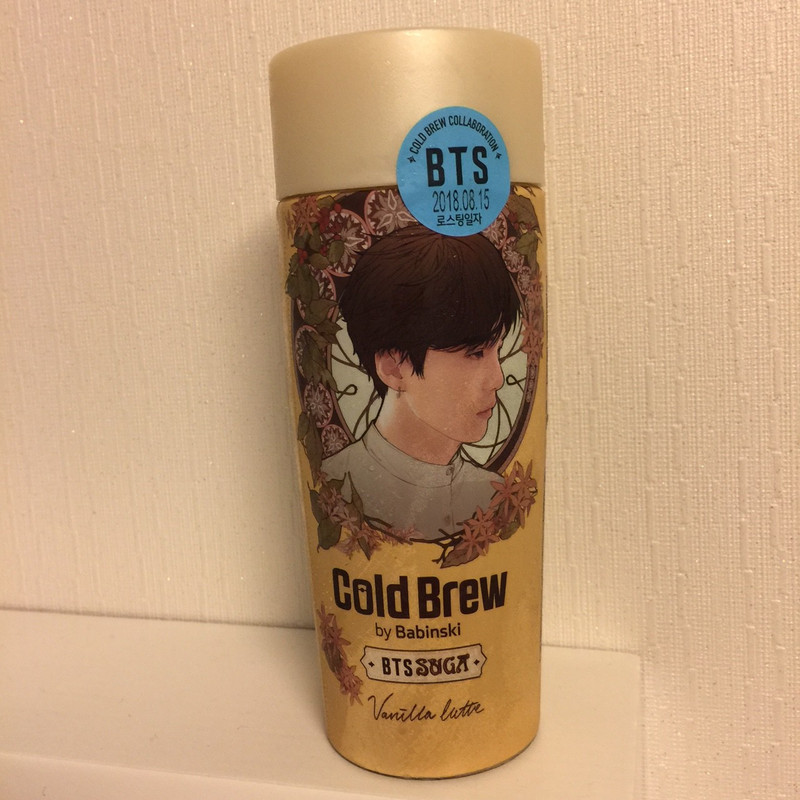 COLD BREW COLLABORATION
BTS
2018.08.15
로스팅일자
Cold Brew
by Babinski
BTS SUGA
Vanilla latte